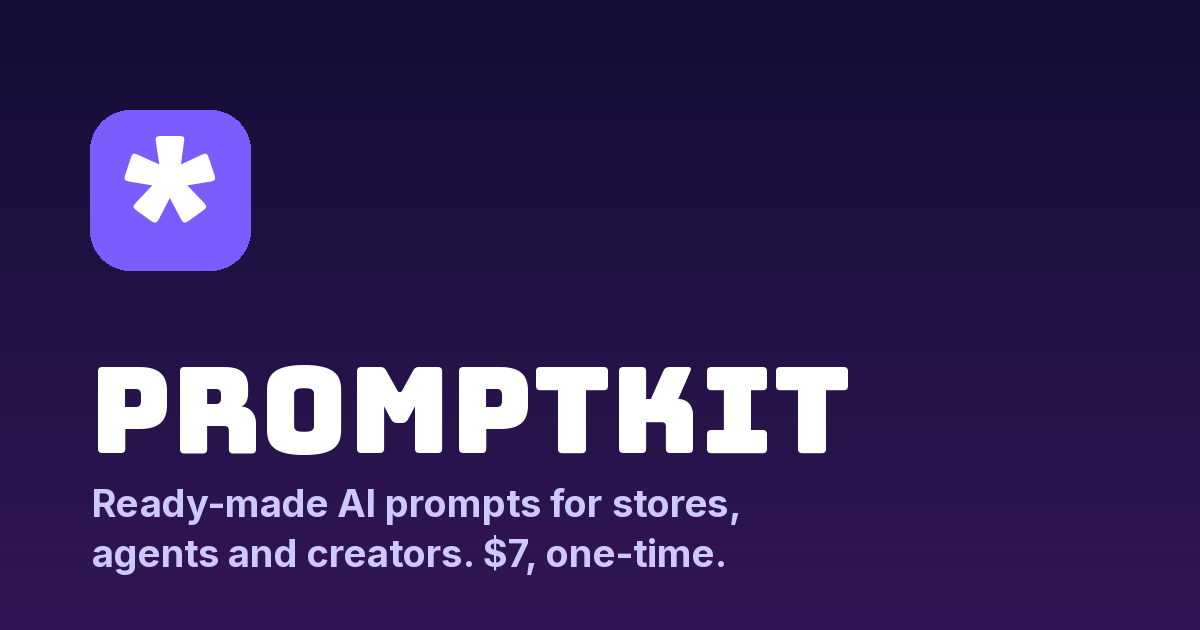 *
PROMPTKIT
Ready-made AI prompts for stores,
agents and creators. $7, one-time.